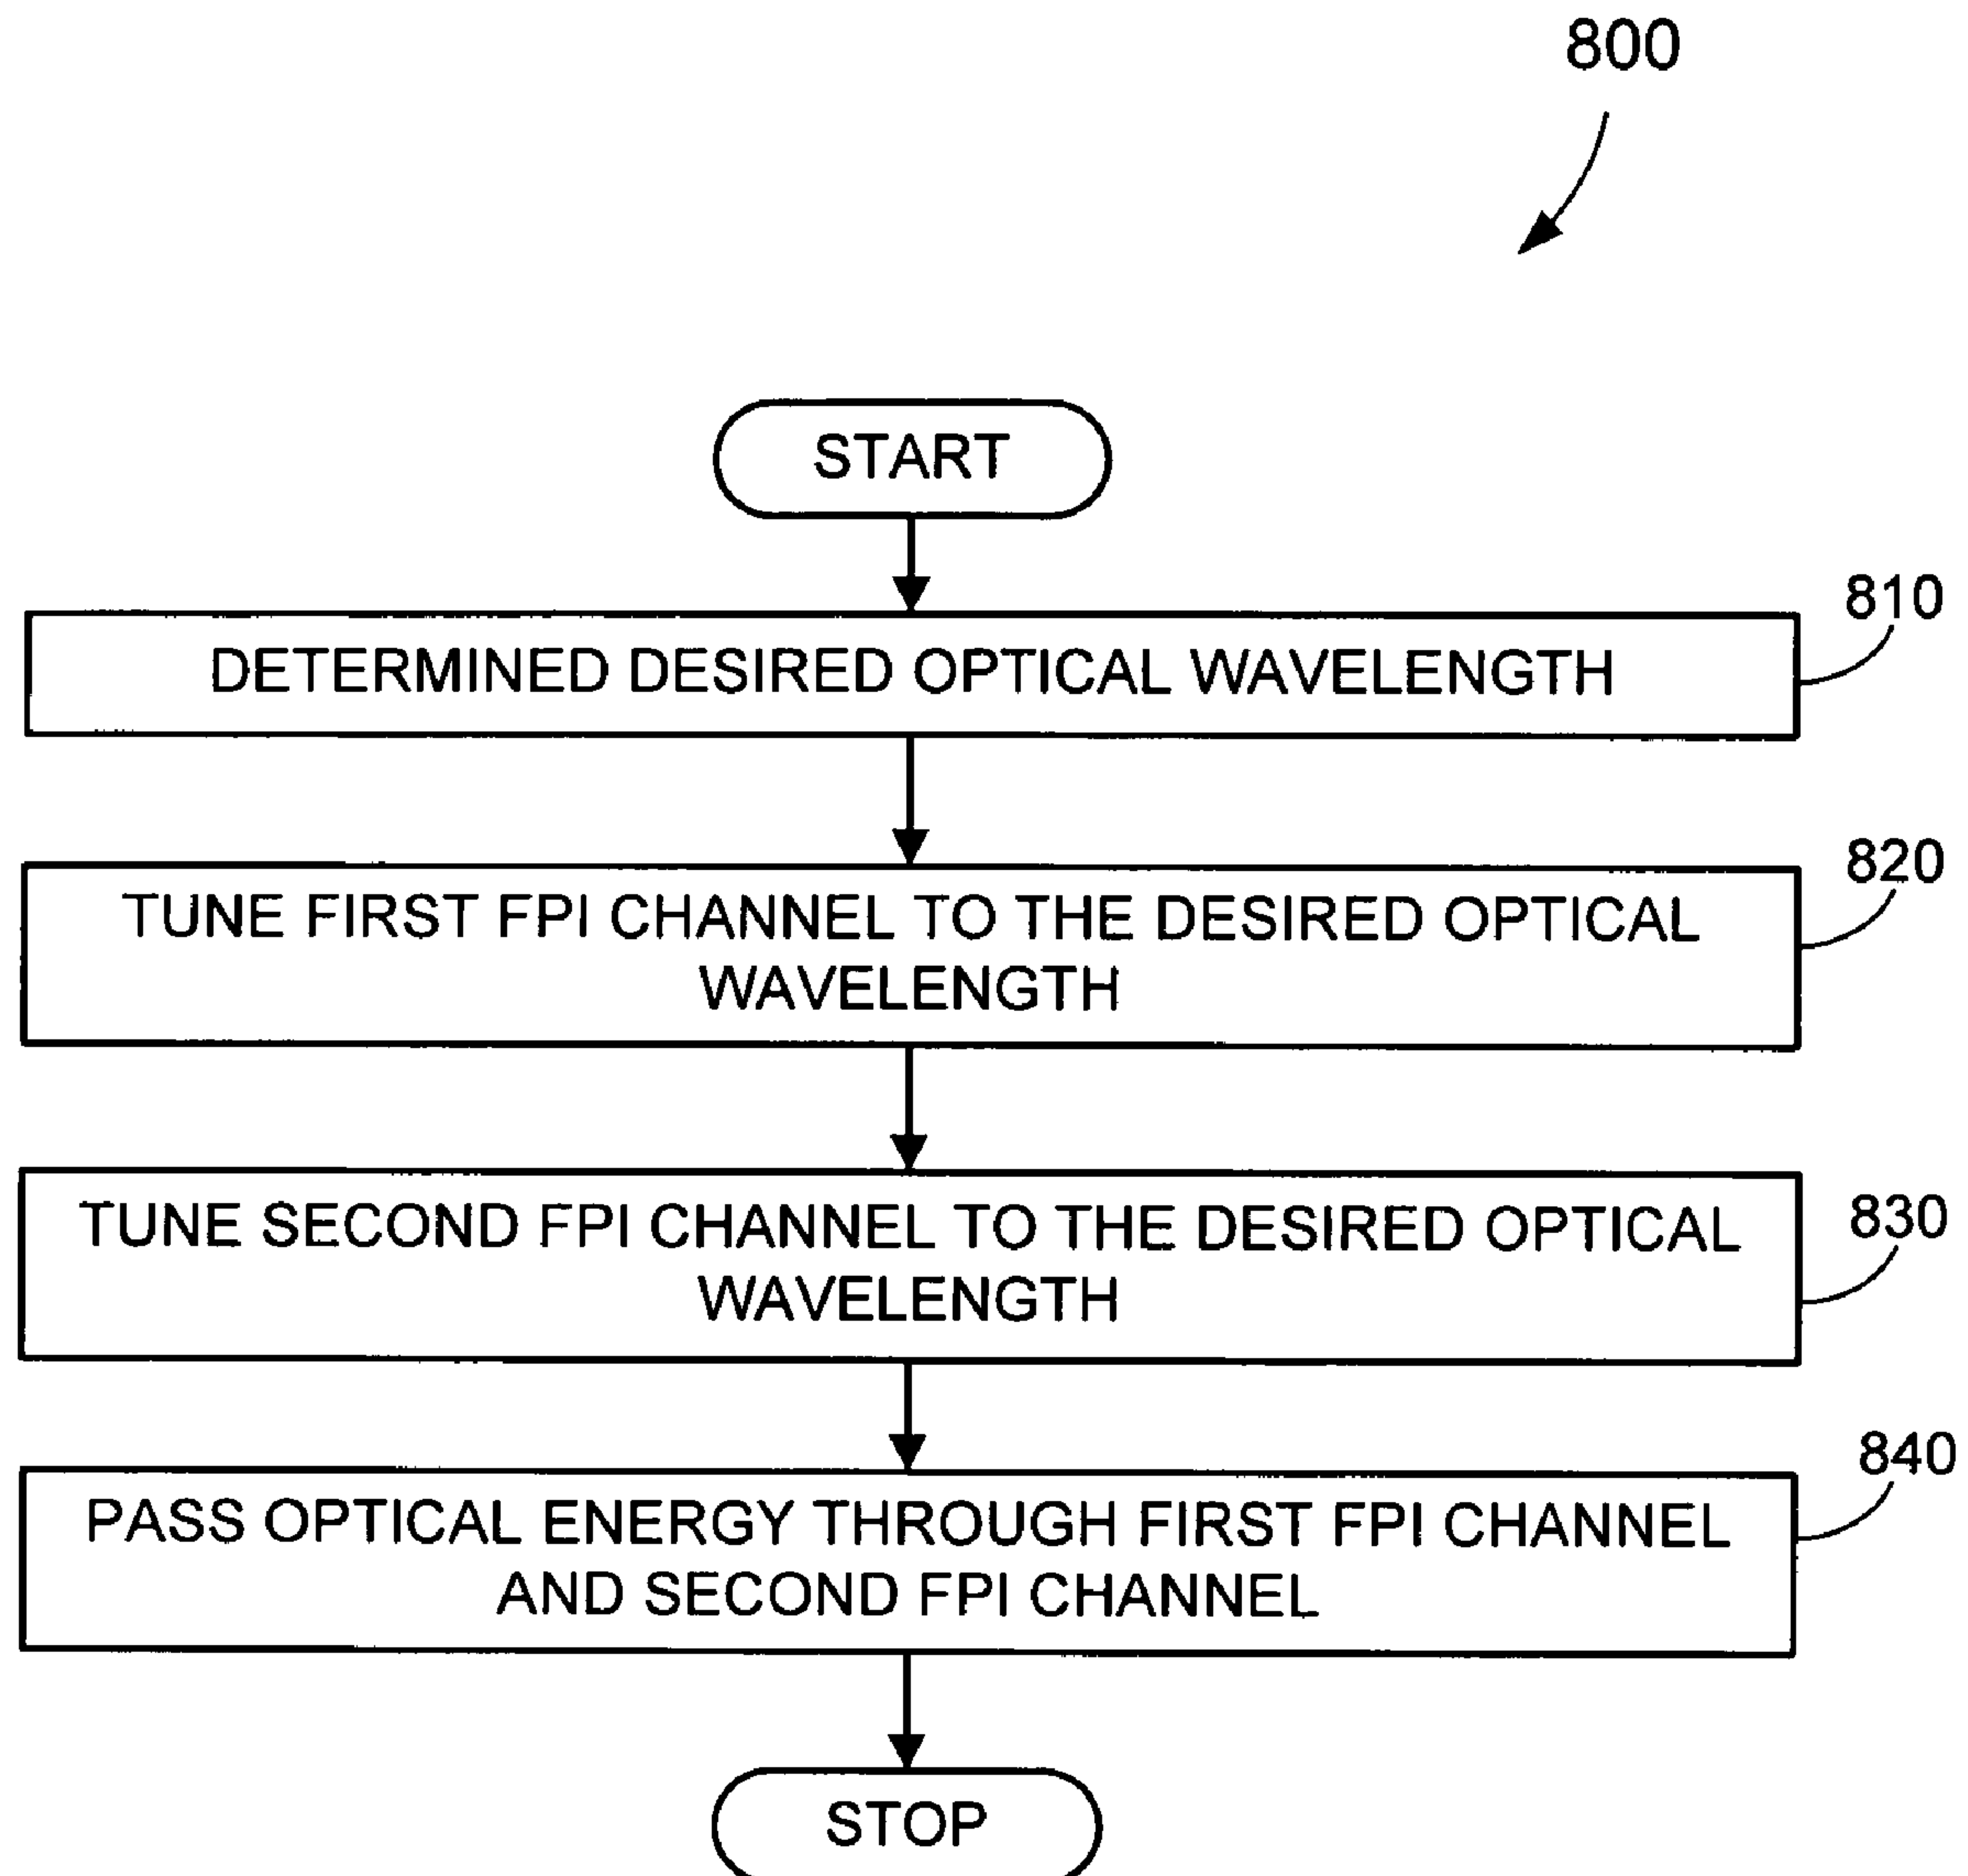 800
START
810
DETERMINED DESIRED OPTICAL WAVELENGTH
820
TUNE FIRST FPI CHANNEL TO THE DESIRED OPTICAL
WAVELENGTH
830
TUNE SECOND FPI CHANNEL TO THE DESIRED OPTICAL
WAVELENGTH
840
PASS OPTICAL ENERGY THROUGH FIRST FPI CHANNEL
AND SECOND FPI CHANNEL
STOP